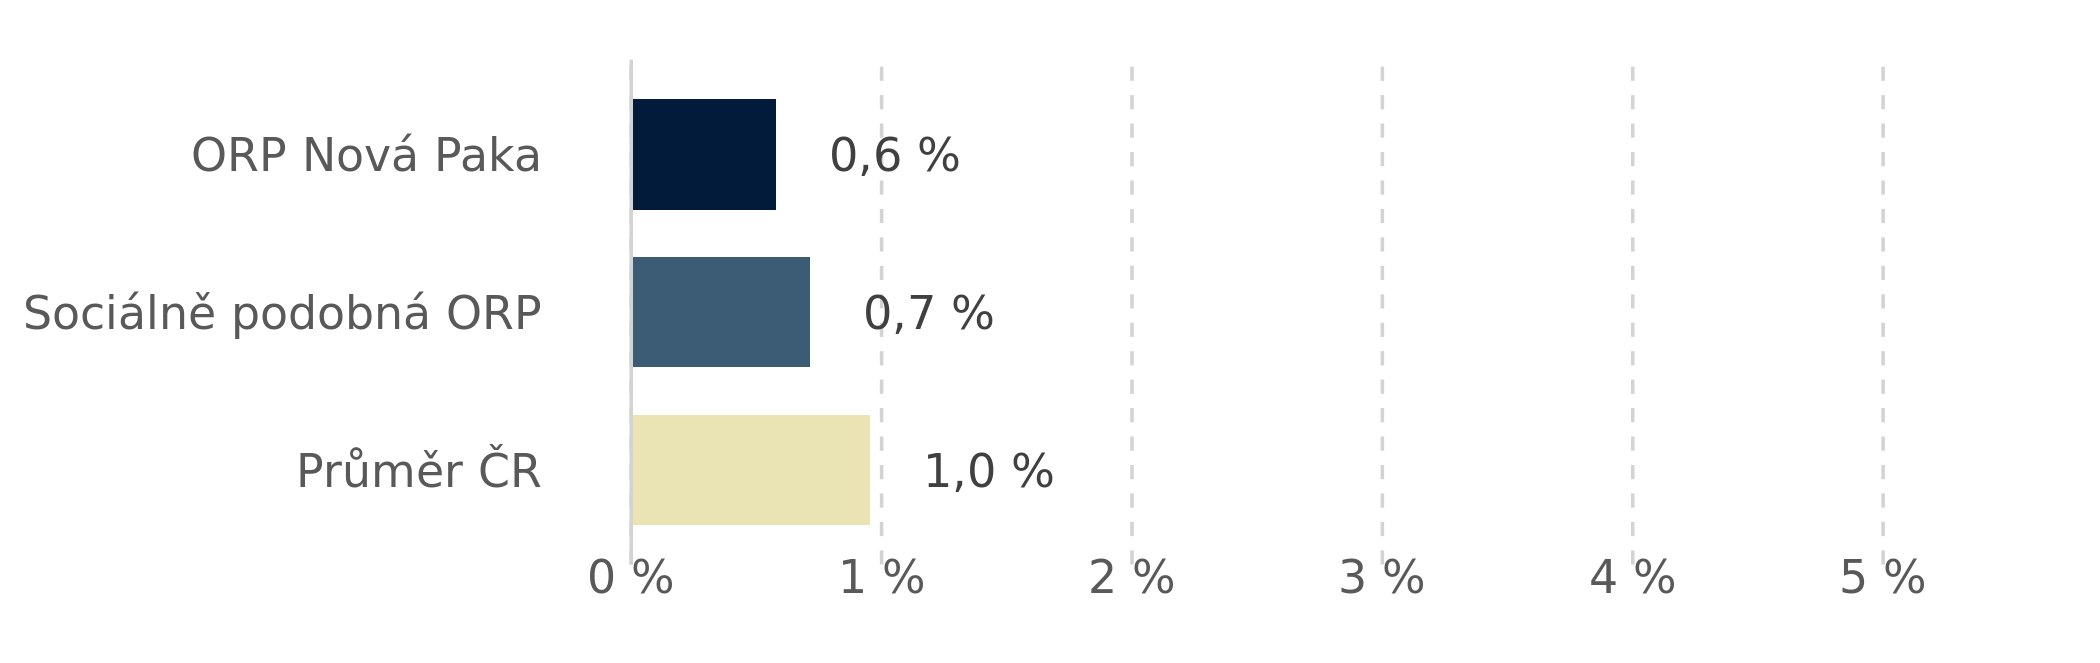 ORP Nová Paka 0,6 %
Sociálně podobná ORP 0,7 %
Průměr ČR 1,0 %
0 % 1 % 2 % 3 % 4 % 5 %